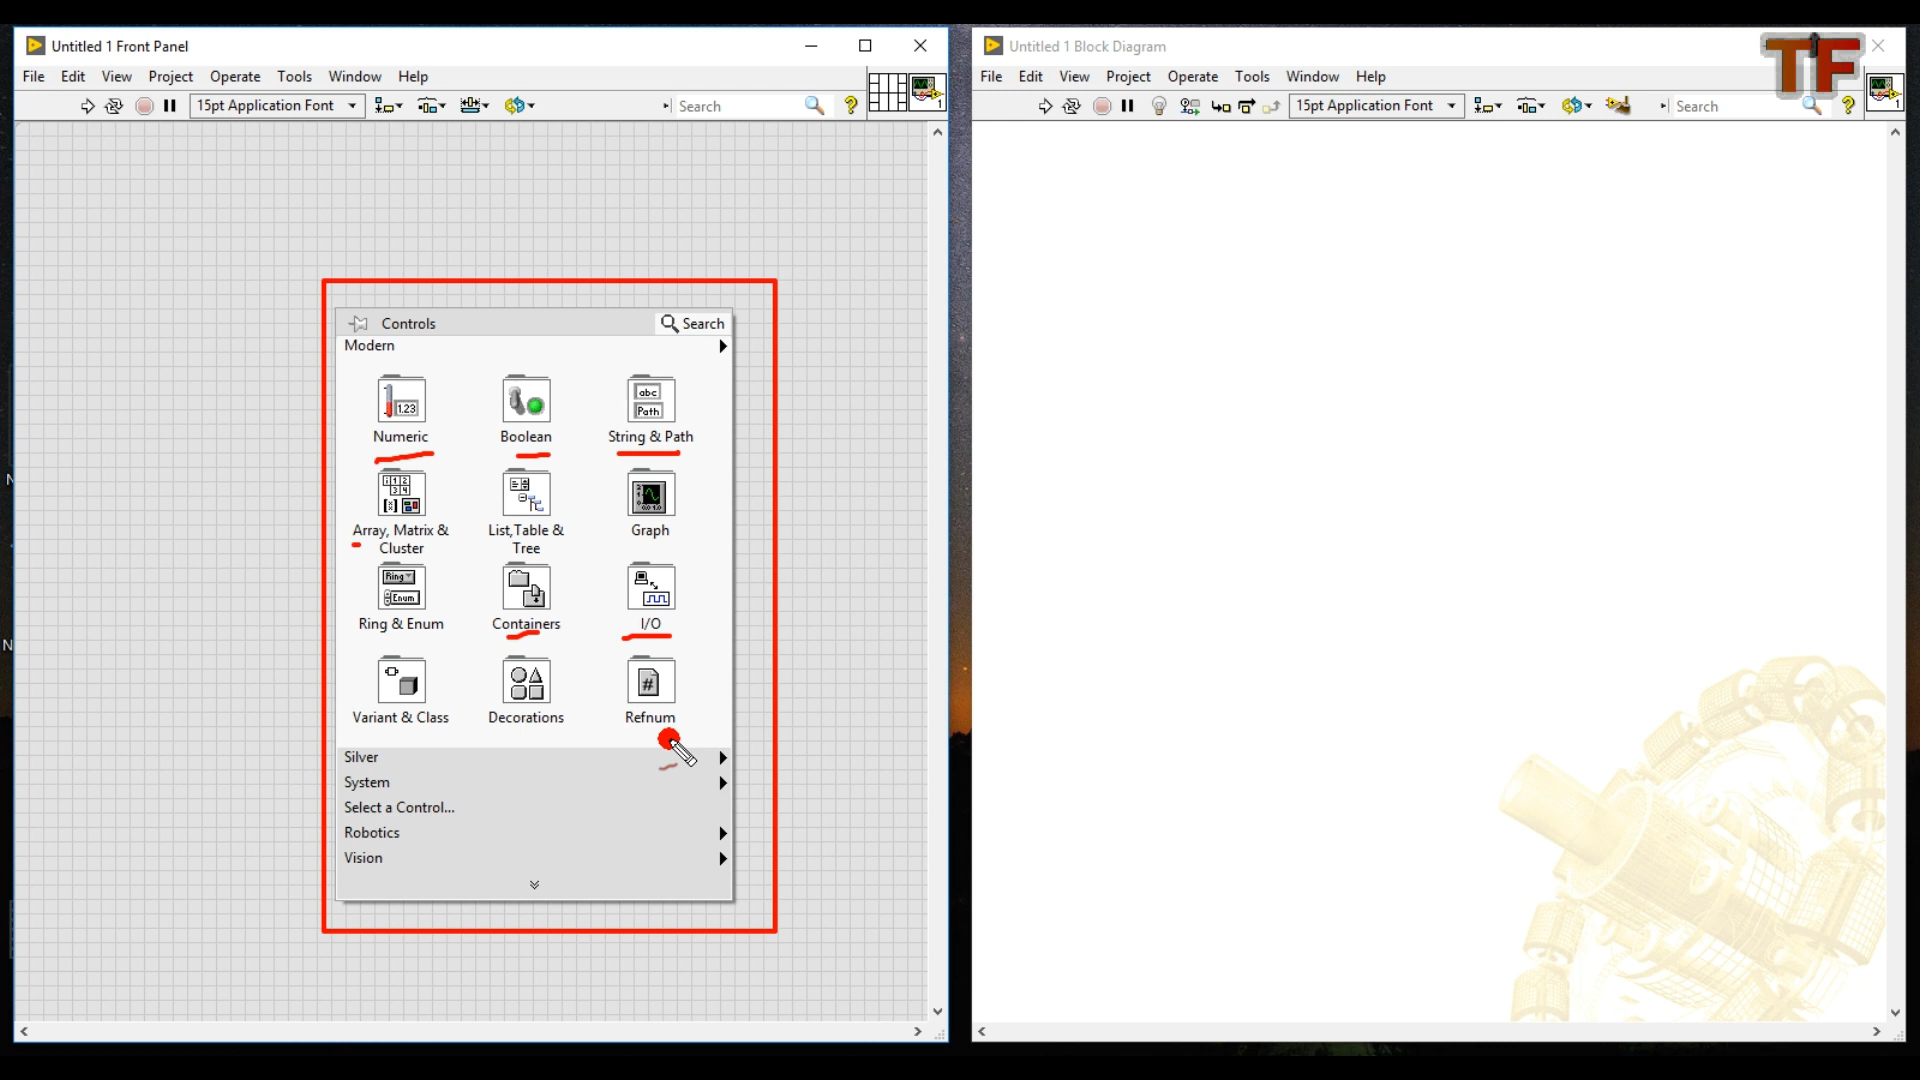 Untitled 1 Front Panel
File Edit View Project Operate Tools Window Help
15pt Application Font
Search
1
Controls
Search
Modern
1.23
abc
Path
Numeric
Boolean
String & Path
Array, Matrix &
Cluster
List, Table &
Tree
Graph
Ring
Enum
Ring & Enum
Containers
I/O
#
Variant & Class
Decorations
Refnum
Silver
System
Select a Control...
Robotics
Vision
Untitled 1 Block Diagram
TF
File Edit View Project Operate Tools Window Help
15pt Application Font
Search
1